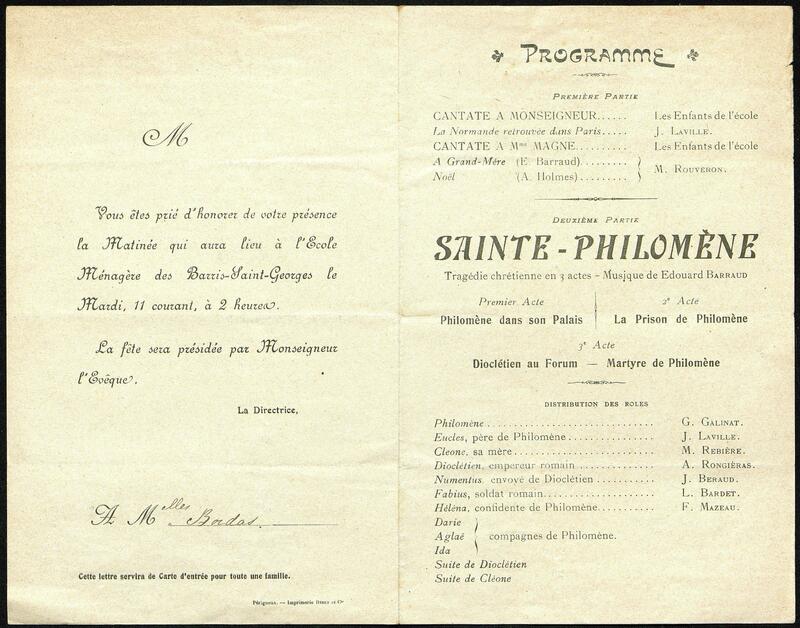 M
Vous êtes prié d'honorer de votre présence
la Matinée qui aura lieu à l'Ecole
Ménagère des Barris-Saint-Georges le
Mardi, 11 courant, à 2 heures.
La fête sera présidée par Monseigneur
l'Evêque.
La Directrice,
A Melles Bordas.
Cette lettre servira de Carte d'entrée pour toute une famille.
Périgueux. — Imprimerie et Cie
PROGRAMME
PREMIÈRE PARTIE
CANTATE A MONSEIGNEUR...... Les Enfants de l'école
La Normande retrouvée dans Paris..... J. LAVILLE.
CANTATE A Mme MAGNE.......... Les Enfants de l'école
A Grand-Mère (E. Barraud)......... } M. ROUVERON.
Noël (A. Holmes).......... }
DEUXIÈME PARTIE
SAINTE-PHILOMÈNE
Tragédie chrétienne en 3 actes - Musique de Edouard BARRAUD
Premier Acte
Philomène dans son Palais
2e Acte
La Prison de Philomène
3e Acte
Dioclétien au Forum — Martyre de Philomène
DISTRIBUTION DES ROLES
Philomène.............................. G. GALINAT.
Eucles, père de Philomène............... J. LAVILLE.
Cleone, sa mère......................... M. REBIÈRE.
Dioclétien, empereur romain............. A. RONGIÉRAS.
Numentus, envoyé de Dioclétien.......... J. BERAUD.
Fabius, soldat romain................... L. BARDET.
Héléna, confidente de Philomène......... F. MAZEAU.
Darie
Aglaé } compagnes de Philomène.
Ida
Suite de Dioclétien
Suite de Cléone